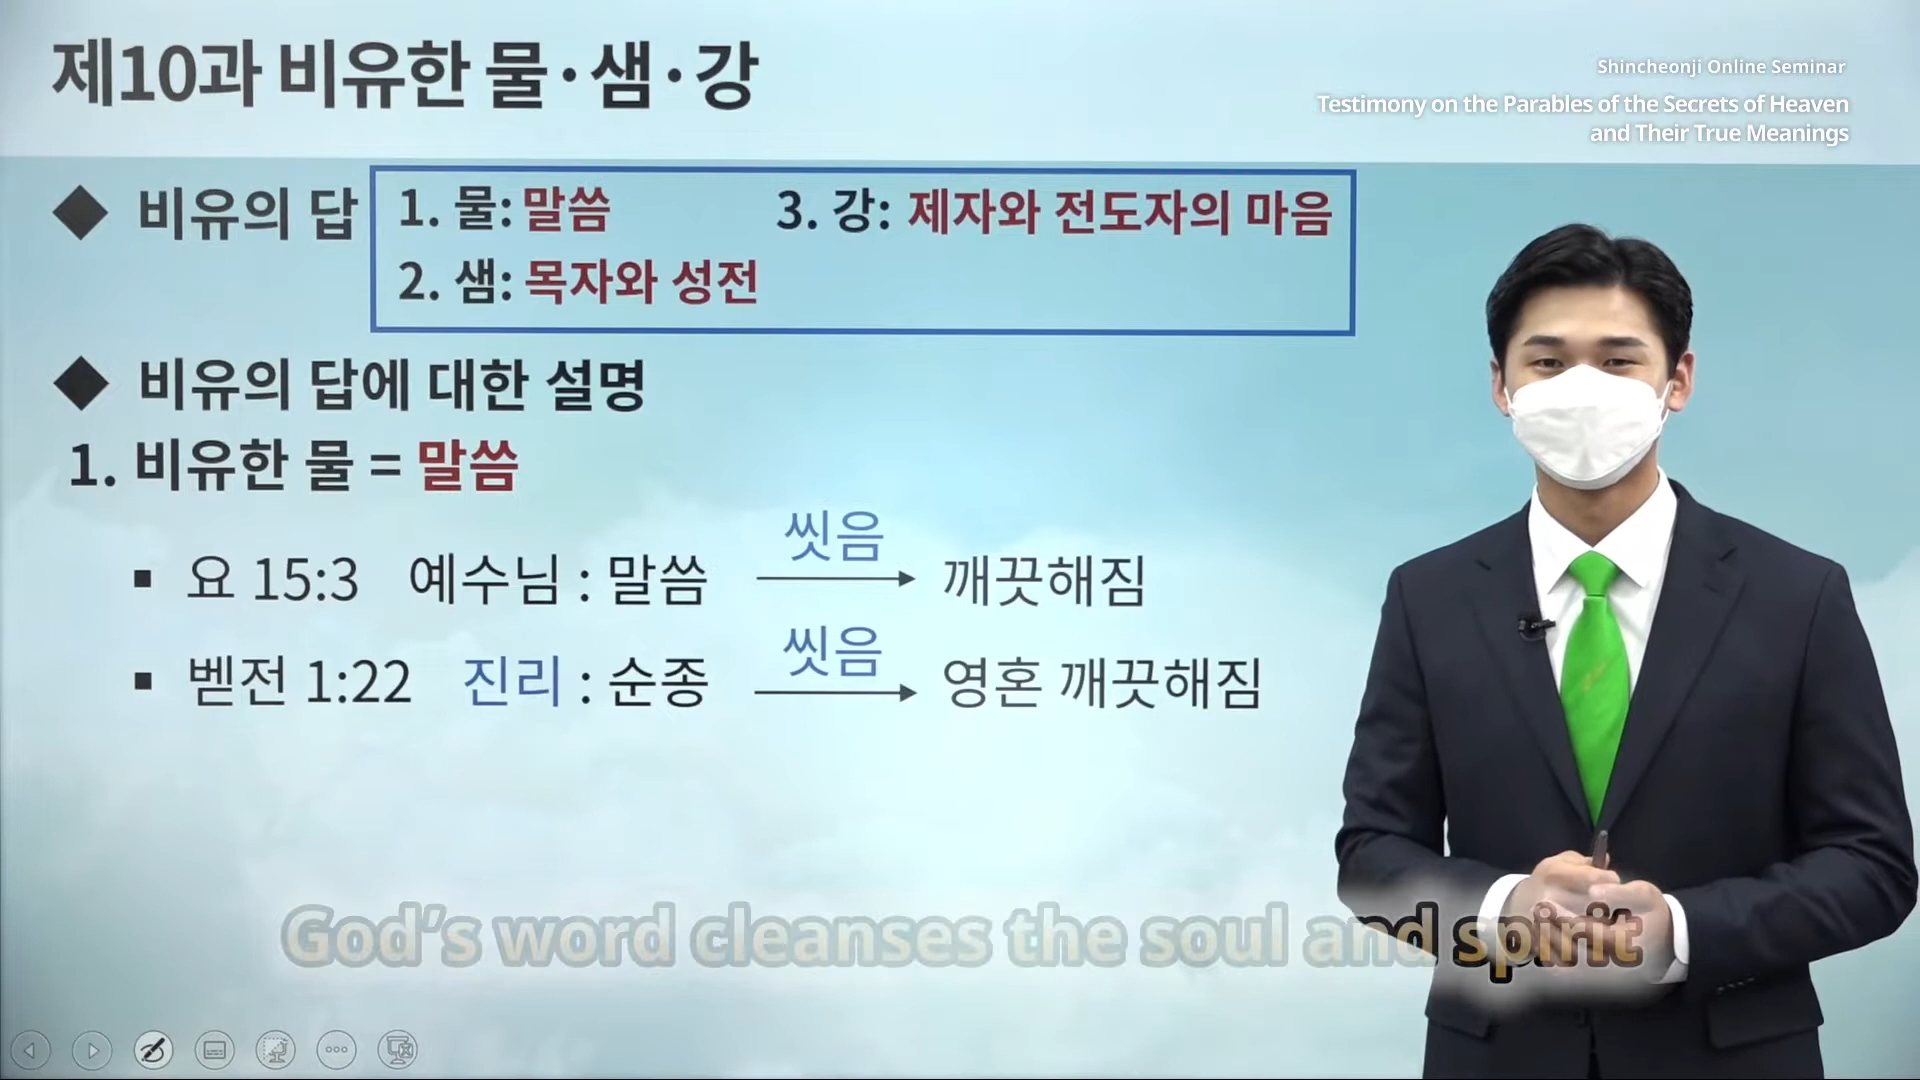 제10과 비유한 물·샘·강
Shincheonji Online Seminar
Testimony on the Parables of the Secrets of Heaven
and Their True Meanings
◆ 비유의 답
1. 물: 말씀
3. 강: 제자와 전도자의 마음
2. 샘: 목자와 성전
◆ 비유의 답에 대한 설명
1. 비유한 물 = 말씀
씻음
▪ 요 15:3 예수님 : 말씀 → 깨끗해짐
씻음
▪ 벧전 1:22 진리 : 순종 → 영혼 깨끗해짐
God's word cleanses the soul and spirit